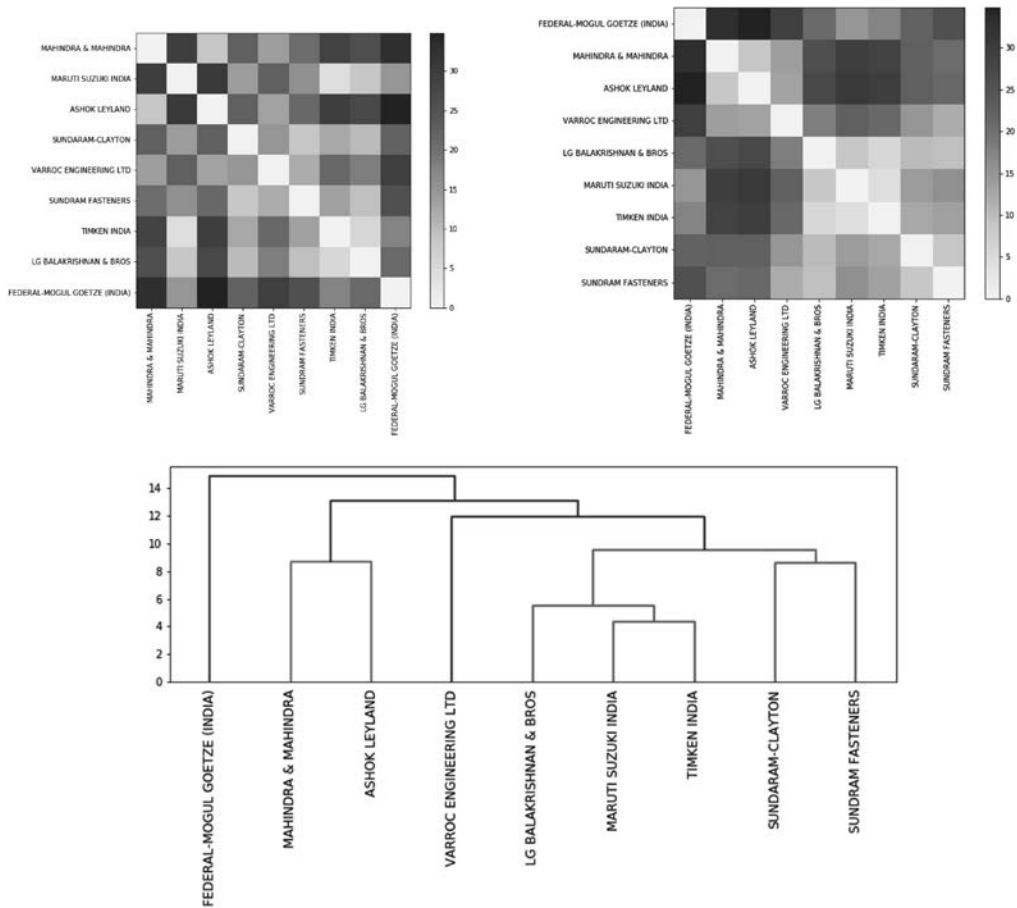 MAHINDRA & MAHINDRA
MARUTI SUZUKI INDIA
ASHOK LEYLAND
SUNDARAM-CLAYTON
VARROC ENGINEERING LTD
SUNDRAM FASTENERS
TIMKEN INDIA
LG BALAKRISHNAN & BROS
FEDERAL-MOGUL GOETZE (INDIA)
MAHINDRA & MAHINDRA
MARUTI SUZUKI INDIA
ASHOK LEYLAND
SUNDARAM-CLAYTON
VARROC ENGINEERING LTD
SUNDRAM FASTENERS
TIMKEN INDIA
LG BALAKRISHNAN & BROS
FEDERAL-MOGUL GOETZE (INDIA)
30
25
20
15
10
5
0
FEDERAL-MOGUL GOETZE (INDIA)
MAHINDRA & MAHINDRA
ASHOK LEYLAND
VARROC ENGINEERING LTD
LG BALAKRISHNAN & BROS
MARUTI SUZUKI INDIA
TIMKEN INDIA
SUNDARAM-CLAYTON
SUNDRAM FASTENERS
FEDERAL-MOGUL GOETZE (INDIA)
MAHINDRA & MAHINDRA
ASHOK LEYLAND
VARROC ENGINEERING LTD
LG BALAKRISHNAN & BROS
MARUTI SUZUKI INDIA
TIMKEN INDIA
SUNDARAM-CLAYTON
SUNDRAM FASTENERS
30
25
20
15
10
5
0
14
12
10
8
6
4
2
0
FEDERAL-MOGUL GOETZE (INDIA)
MAHINDRA & MAHINDRA
ASHOK LEYLAND
VARROC ENGINEERING LTD
LG BALAKRISHNAN & BROS
MARUTI SUZUKI INDIA
TIMKEN INDIA
SUNDARAM-CLAYTON
SUNDRAM FASTENERS